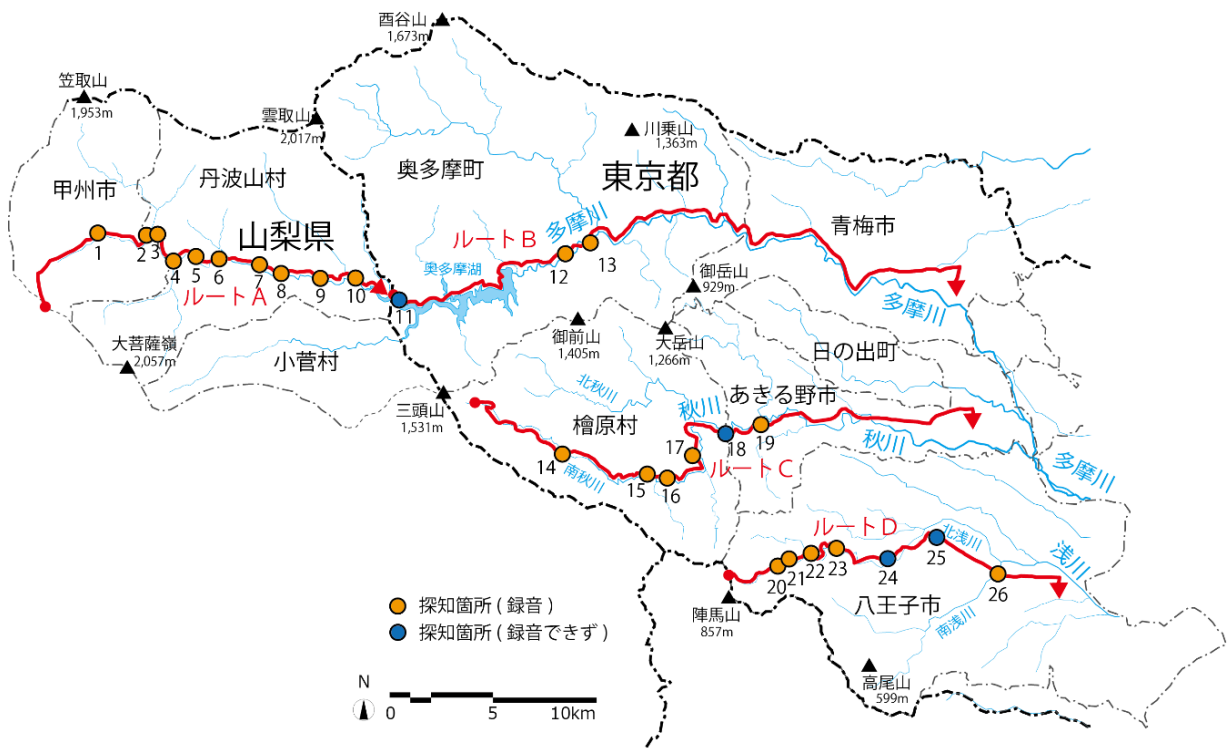 酉谷山
1,673m
笠取山
1,953m
雲取山
2,017m
川乗山
1,363m
甲州市
丹波山村
奥多摩町
東京都
青梅市
山梨県
多摩川
ルートB
1
2
3
4
5
6
7
8
9
10
11
12
13
ルートA
奥多摩湖
御岳山
929m
多摩川
大菩薩嶺
2,057m
小菅村
御前山
1,405m
大岳山
1,266m
日の出町
三頭山
1,531m
北秋川
檜原村
秋川
あきる野市
秋川
多摩川
14
南秋川
15
16
17
18
19
ルートC
ルートD
北浅川
浅川
20
21
22
23
24
25
26
八王子市
南浅川
陣馬山
857m
高尾山
599m
探知箇所(録音)
探知箇所(録音できず)
N
0
5
10km